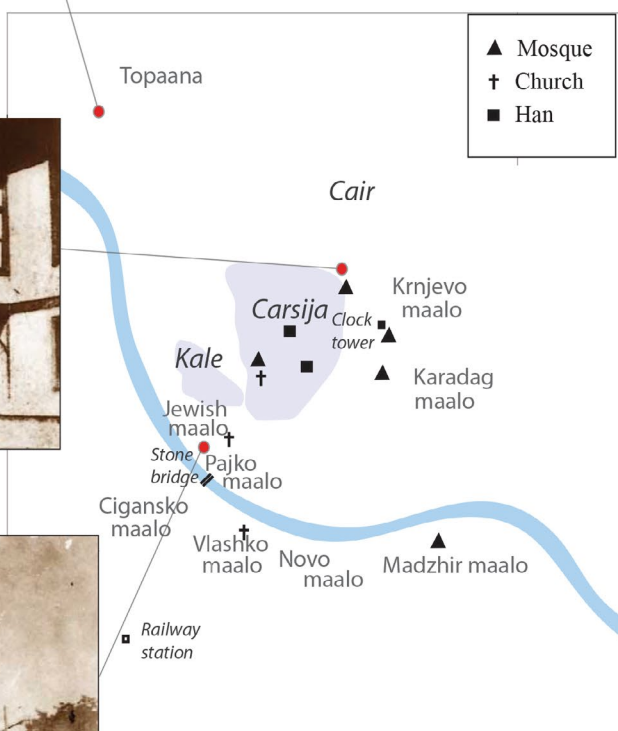 Mosque
Church
Han
Topaana
Cair
Krnjevo
maalo
Carsija
Clock
tower
Kale
Karadag
maalo
Jewish
maalo
Stone
bridge
Pajko
maalo
Cigansko
maalo
Vlashko
maalo
Novo
maalo
Madzhir maalo
Railway
station